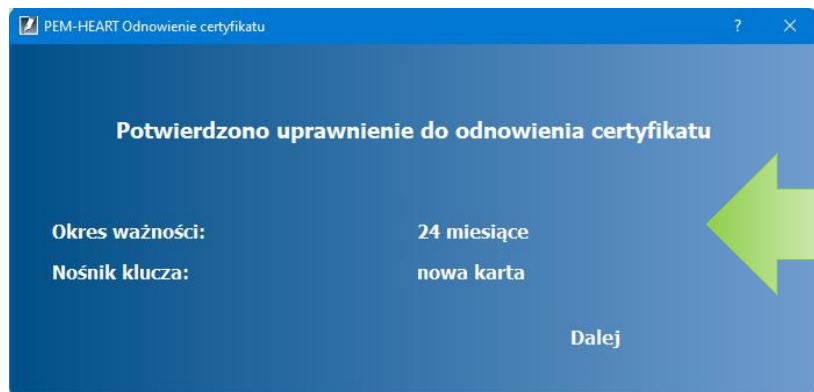 PEM-HEART Odnowienie certyfikatu
Potwierdzono uprawnienie do odnowienia certyfikatu
Okres ważności: 24 miesiące
Nośnik klucza: nowa karta
Dalej